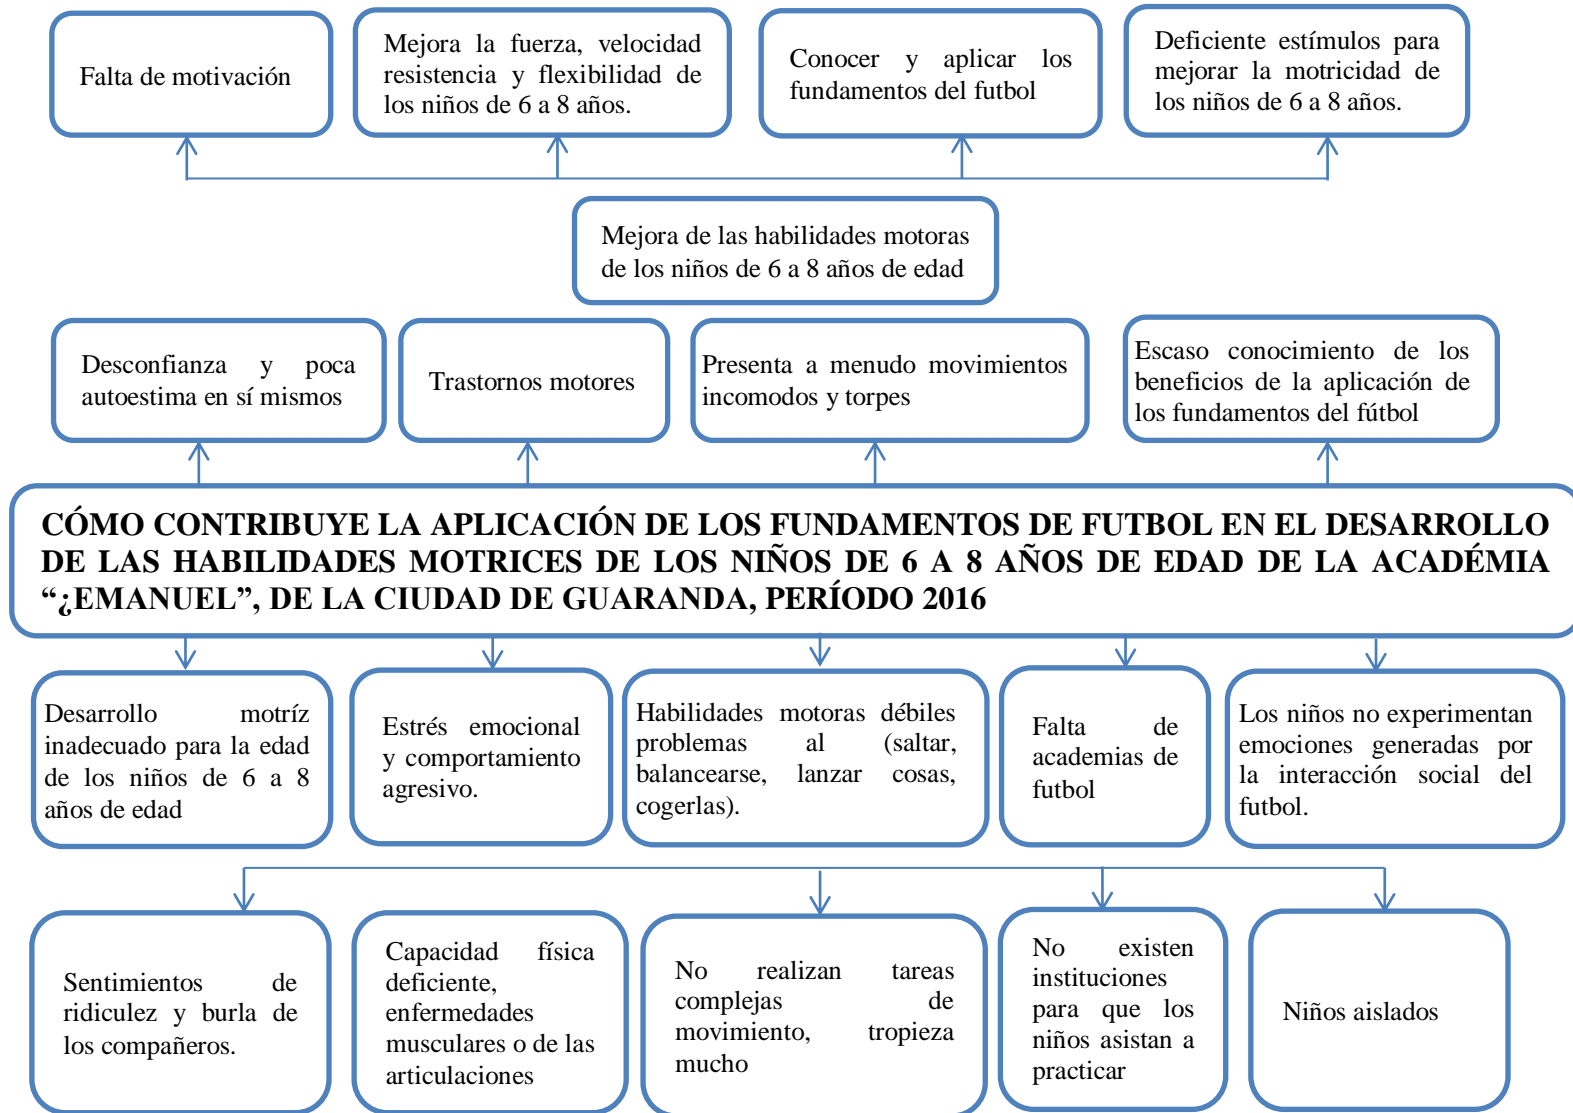 Falta de motivación
Mejora la fuerza, velocidad
resistencia y flexibilidad de
los niños de 6 a 8 años.
Conocer y aplicar los
fundamentos del futbol
Deficiente estímulos para
mejorar la motricidad de
los niños de 6 a 8 años.
Mejora de las habilidades motoras
de los niños de 6 a 8 años de edad
Desconfianza y poca
autoestima en sí mismos
Trastornos motores
Presenta a menudo movimientos
incomodos y torpes
Escaso conocimiento de los
beneficios de la aplicación de
los fundamentos del fútbol
CÓMO CONTRIBUYE LA APLICACIÓN DE LOS FUNDAMENTOS DE FUTBOL EN EL DESARROLLO
DE LAS HABILIDADES MOTRICES DE LOS NIÑOS DE 6 A 8 AÑOS DE EDAD DE LA ACADÉMIA
“¿EMANUEL”, DE LA CIUDAD DE GUARANDA, PERÍODO 2016
Desarrollo motríz
inadecuado para la edad
de los niños de 6 a 8
años de edad
Estrés emocional
y comportamiento
agresivo.
Habilidades motoras débiles
problemas al (saltar,
balancearse, lanzar cosas,
cogerlas).
Falta de
academias de
futbol
Los niños no experimentan
emociones generadas por
la interacción social del
futbol.
Sentimientos de
ridiculez y burla de
los compañeros.
Capacidad física
deficiente,
enfermedades
musculares o de las
articulaciones
No realizan tareas
complejas de
movimiento, tropieza
mucho
No existen
instituciones
para que los
niños asistan a
practicar
Niños aislados